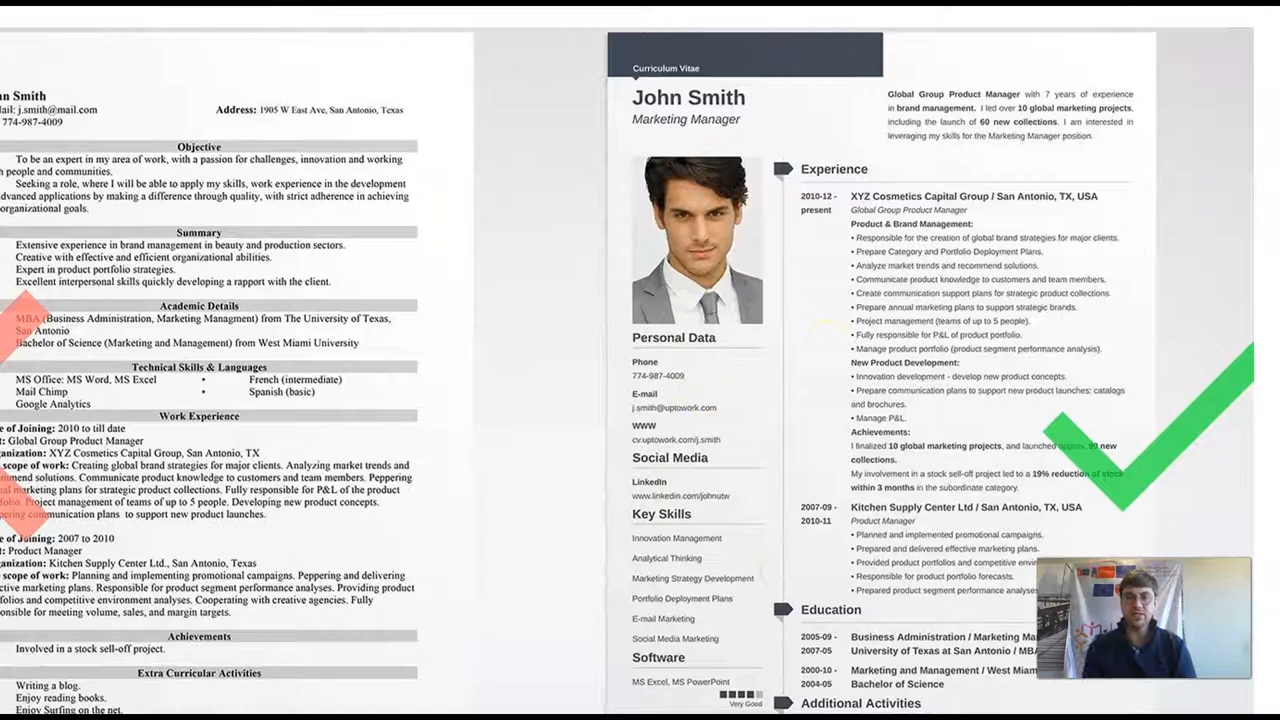 hn Smith
ail: j.smith@mail.com
774-987-4009
Address: 1905 W East Ave, San Antonio, Texas
Objective
To be an expert in my area of work, with a passion for challenges, innovation and working
people and communities.
Seeking a role, where I will be able to apply my skills, work experience in the development
dvanced applications by making a difference through quality, with strict adherence in achieving
organizational goals.
Summary
Extensive experience in brand management in beauty and production sectors.
Creative with effective and efficient organizational abilities.
Expert in product portfolio strategies.
Excellent interpersonal skills quickly developing a rapport with the client.
Academic Details
MBA (Business Administration, Marketing Managment) from The University of Texas,
San Antonio
Bachelor of Science (Marketing and Management) from West Miami University
Technical Skills & Languages
MS Office: MS Word, MS Excel • French (intermediate)
Mail Chimp • Spanish (basic)
Google Analytics
Work Experience
e of Joining: 2010 to till date
t: Global Group Product Manager
ganization: XYZ Cosmetics Capital Group, San Antonio, TX
scope of work: Creating global brand strategies for major clients. Analyzing market trends and
mmend solutions. Communicate product knowledge to customers and team members. Peppering
marketing plans for strategic product collections. Fully responsible for P&L of the product
Project management of teams of up to 5 people. Developing new product concepts.
communication plans to support new product launches.
e of Joining: 2007 to 2010
t: Product Manager
ganization: Kitchen Supply Center Ltd., San Antonio, Texas
scope of work: Planning and implementing promotional campaigns. Peppering and delivering
ctive marketing plans. Responsible for product segment performance analyses. Providing product
folios and competitive environment analyses. Cooperating with creative agencies. Fully
onsible for meeting volume, sales, and margin targets.
Achievements
Involved in a stock sell-off project.
Extra Curricular Activities
Writing a blog.
Enjoy reading books.
Enjoy Surfing on the net.
Curriculum Vitae
John Smith
Marketing Manager
Global Group Product Manager with 7 years of experience
in brand management. I led over 10 global marketing projects,
including the launch of 60 new collections. I am interested in
leveraging my skills for the Marketing Manager position.
Personal Data
Phone
774-987-4009
E-mail
j.smith@uptowork.com
WWW
cv.uptowork.com/j.smith
Social Media
LinkedIn
www.linkedin.com/johnutw
Key Skills
Innovation Management
Analytical Thinking
Marketing Strategy Development
Portfolio Deployment Plans
E-mail Marketing
Social Media Marketing
Software
MS Excel, MS PowerPoint
Very Good
Experience
2010-12 - present
XYZ Cosmetics Capital Group / San Antonio, TX, USA
Global Group Product Manager
Product & Brand Management:
• Responsible for the creation of global brand strategies for major clients.
• Prepare Category and Portfolio Deployment Plans.
• Analyze market trends and recommend solutions.
• Communicate product knowledge to customers and team members.
• Create communication support plans for strategic product collections.
• Prepare annual marketing plans to support strategic brands.
• Project management (teams of up to 5 people).
• Fully responsible for P&L of product portfolio.
• Manage product portfolio (product segment performance analysis).
New Product Development:
• Innovation development - develop new product concepts.
• Prepare communication plans to support new product launches: catalogs
and brochures.
• Manage P&L.
Achievements:
I finalized 10 global marketing projects, and launched approx. 90 new
collections.
My involvement in a stock sell-off project led to a 19% reduction of stock
within 3 months in the subordinate category.
2007-09 - 2010-11
Kitchen Supply Center Ltd / San Antonio, TX, USA
Product Manager
• Planned and implemented promotional campaigns.
• Prepared and delivered effective marketing plans.
• Provided product portfolios and competitive envir
• Responsible for product portfolio forecasts.
• Prepared product segment performance analyses
Education
2005-09 - 2007-05
Business Administration / Marketing Ma
University of Texas at San Antonio / MBA
2000-10 - 2004-05
Marketing and Management / West Miam
Bachelor of Science
Additional Activities